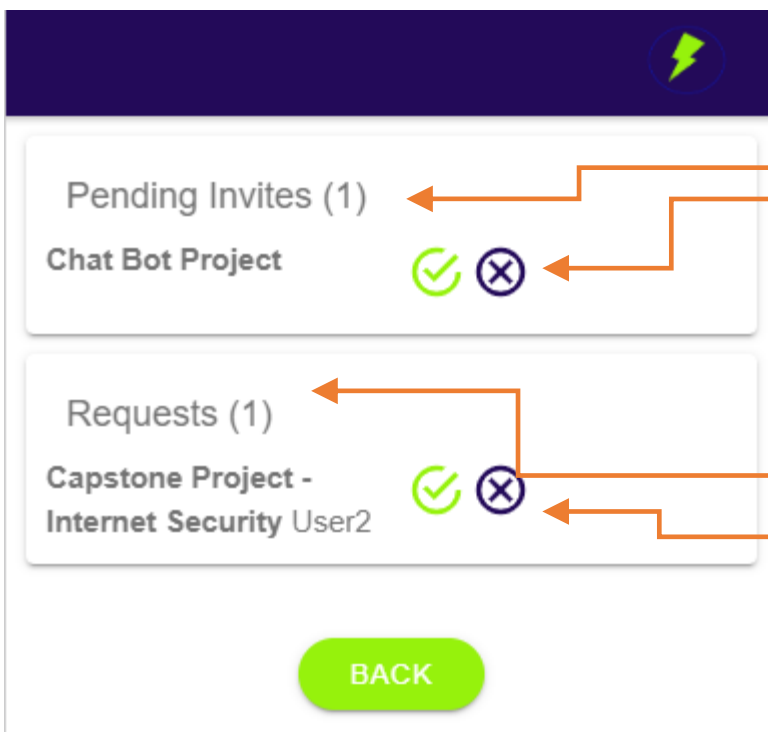 Pending Invites (1)
Chat Bot Project
Requests (1)
Capstone Project -
Internet Security User2
BACK